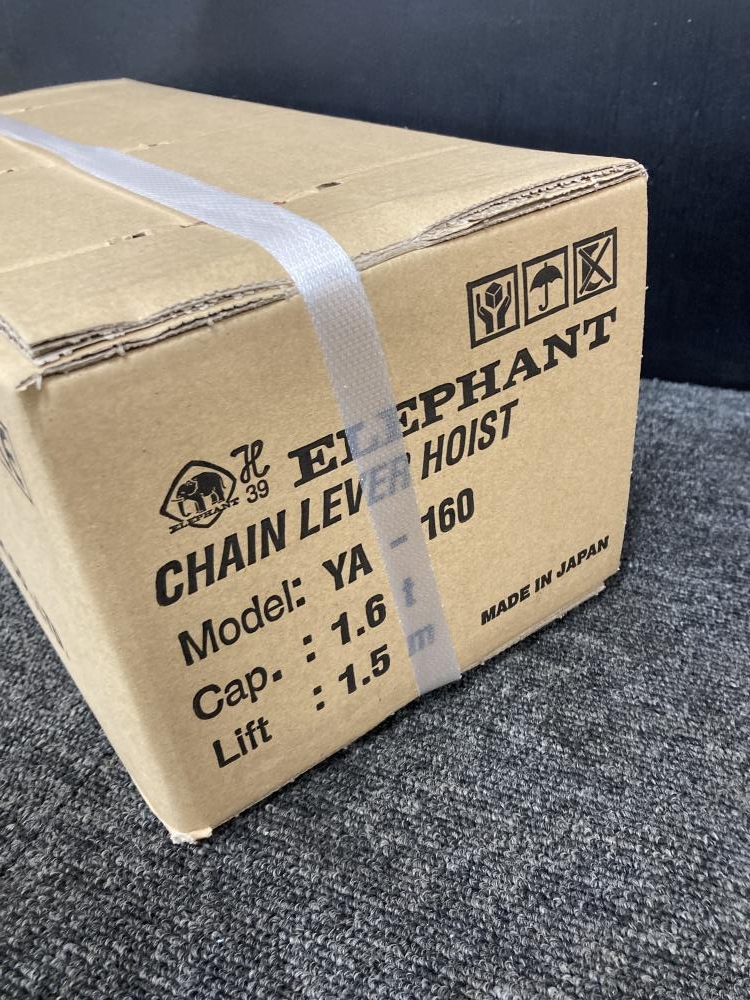 ELEPHANT
H
39
ELEPHANT
CHAIN LEVER HOIST
Model: YA - 160
Cap. : 1.6 t
Lift : 1.5 m
MADE IN JAPAN